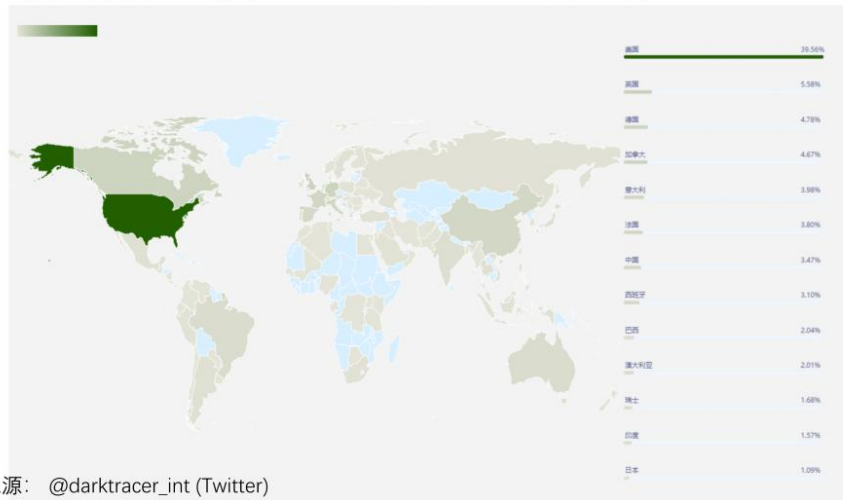 美国 39.56%
英国 5.58%
德国 4.78%
加拿大 4.67%
意大利 3.98%
法国 3.80%
中国 3.47%
西班牙 3.10%
巴西 2.04%
澳大利亚 2.01%
瑞士 1.68%
印度 1.57%
日本 1.09%
源： @darktracer_int (Twitter)